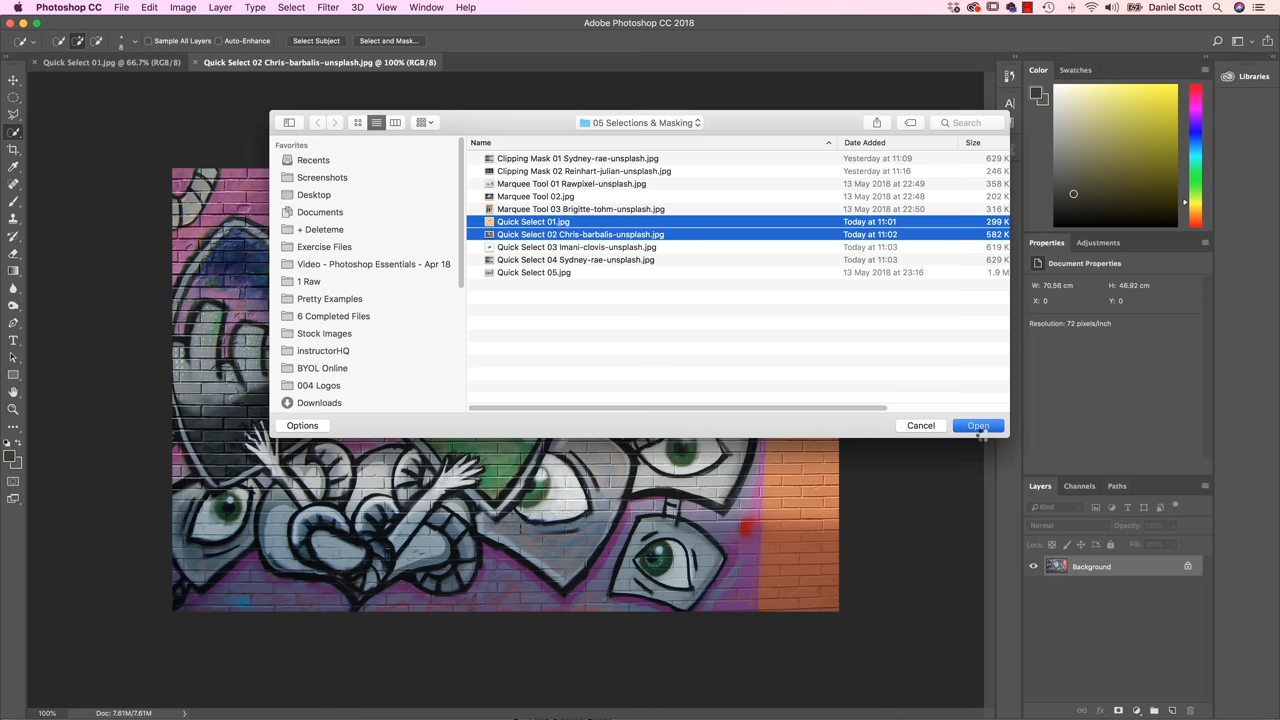 Photoshop CC File Edit Image Layer Type Select Filter 3D View Window Help Daniel Scott
Adobe Photoshop CC 2018
8 Sample All Layers Auto-Enhance Select Subject Select and Mask...
× Quick Select 01.jpg @ 66.7% (RGB/8) × Quick Select 02 Chris-barbalis-unsplash.jpg @ 100% (RGB/8)
Color Swatches
Libraries
05 Selections & Masking
Search
Favorites
Recents
Screenshots
Desktop
Documents
+ Deleteme
Exercise Files
Video - Photoshop Essentials - Apr 18
1 Raw
Pretty Examples
6 Completed Files
Stock Images
instructorHQ
BYOL Online
004 Logos
Downloads
Name Date Added Size
Clipping Mask 01 Sydney-rae-unsplash.jpg Yesterday at 11:09 629 K
Clipping Mask 02 Reinhart-julian-unsplash.jpg Yesterday at 11:16 246 K
Marquee Tool 01 Rawpixel-unsplash.jpg 13 May 2018 at 22:49 358 K
Marquee Tool 02.jpg 13 May 2018 at 22:48 202 K
Marquee Tool 03 Brigitte-tohm-unsplash.jpg 13 May 2018 at 22:50 316 K
Quick Select 01.jpg Today at 11:01 299 K
Quick Select 02 Chris-barbalis-unsplash.jpg Today at 11:02 582 K
Quick Select 03 Imani-clovis-unsplash.jpg Today at 11:03 619 K
Quick Select 04 Sydney-rae-unsplash.jpg Today at 11:03 629 K
Quick Select 05.jpg 13 May 2018 at 23:16 1.9 M
Options Cancel Open
Properties Adjustments
Document Properties
W: 70.56 cm H: 46.92 cm
X: 0 Y: 0
Resolution: 72 pixels/inch
Layers Channels Paths
Kind
Normal Opacity:
Lock: Fill:
Background
100% Doc: 7.61M/7.61M